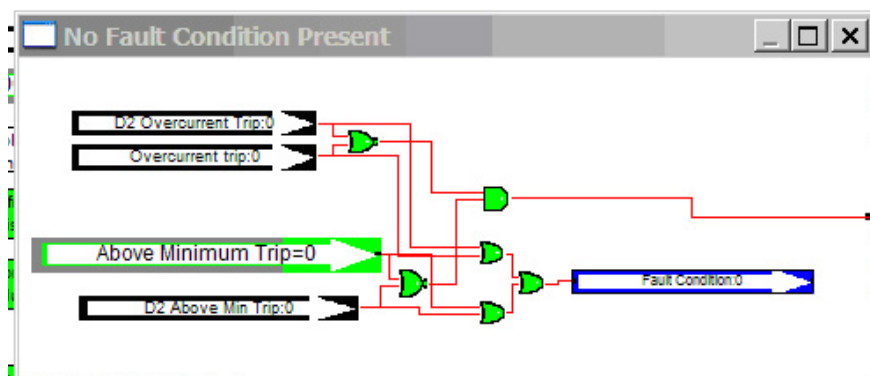 No Fault Condition Present
D2 Overcurrent Trip:0
Overcurrent trip:0
Above Minimum Trip=0
Fault Condition:0
D2 Above Min Trip:0